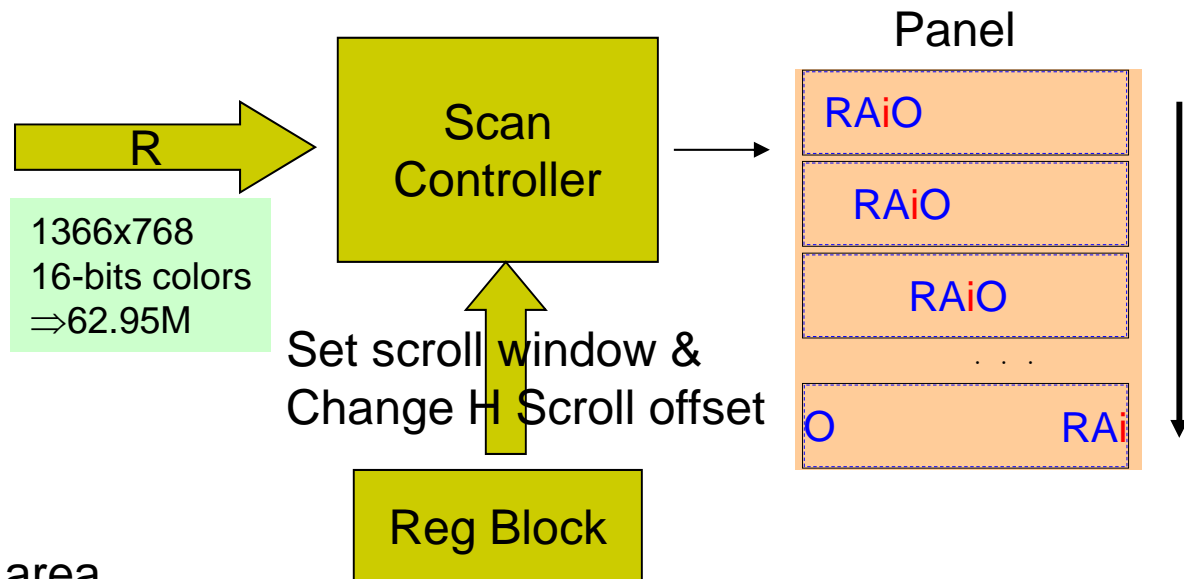 Panel
R
Scan
Controller
1366x768
16-bits colors
⇒62.95M
RAiO
RAiO
RAiO
. . .
O RAi
Set scroll window &
Change H Scroll offset
Reg Block
area